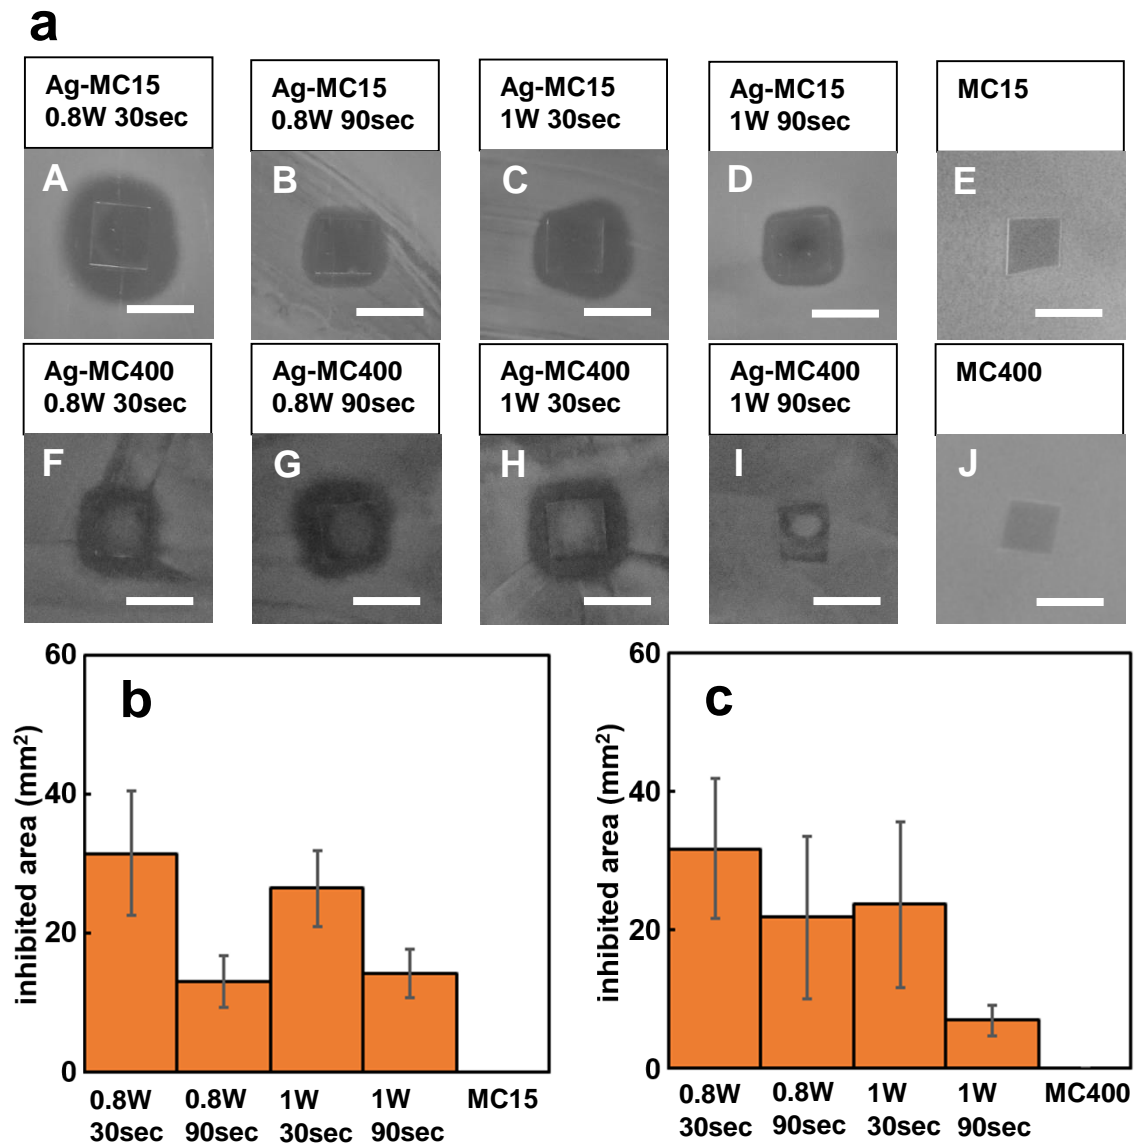 a
Ag-MC15
0.8W 30sec
Ag-MC15
0.8W 90sec
Ag-MC15
1W 30sec
Ag-MC15
1W 90sec
MC15
A
B
C
D
E
Ag-MC400
0.8W 30sec
Ag-MC400
0.8W 90sec
Ag-MC400
1W 30sec
Ag-MC400
1W 90sec
MC400
F
G
H
I
J
b
inhibited area (mm²)
60
40
20
0
0.8W
30sec
0.8W
90sec
1W
30sec
1W
90sec
MC15
c
inhibited area (mm²)
60
40
20
0
0.8W
30sec
0.8W
90sec
1W
30sec
1W
90sec
MC400